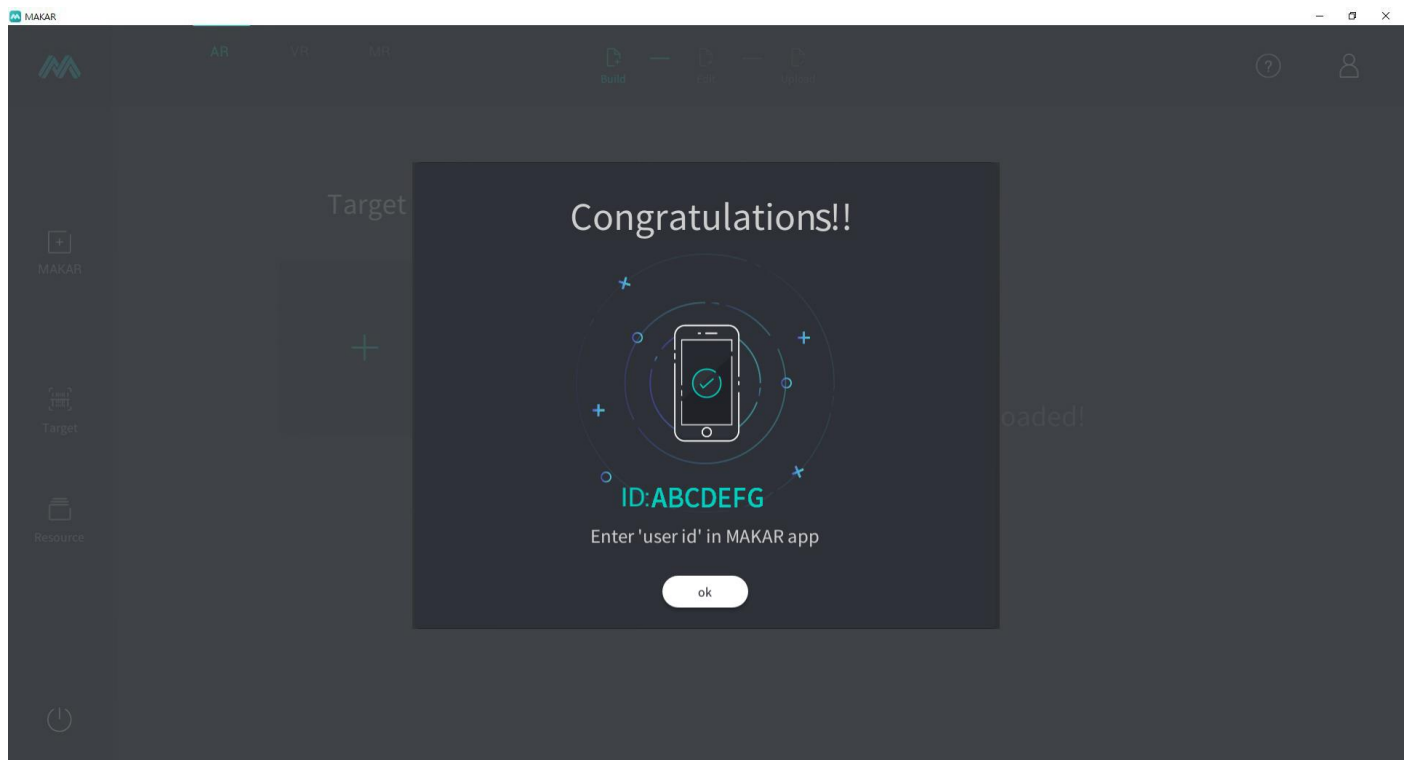 MAKAR
AR
VR
MR
Build
Target
Congratulations!!
MAKAR
Target
oaded!
ID:ABCDEFG
Enter 'user id' in MAKAR app
Resource
ok